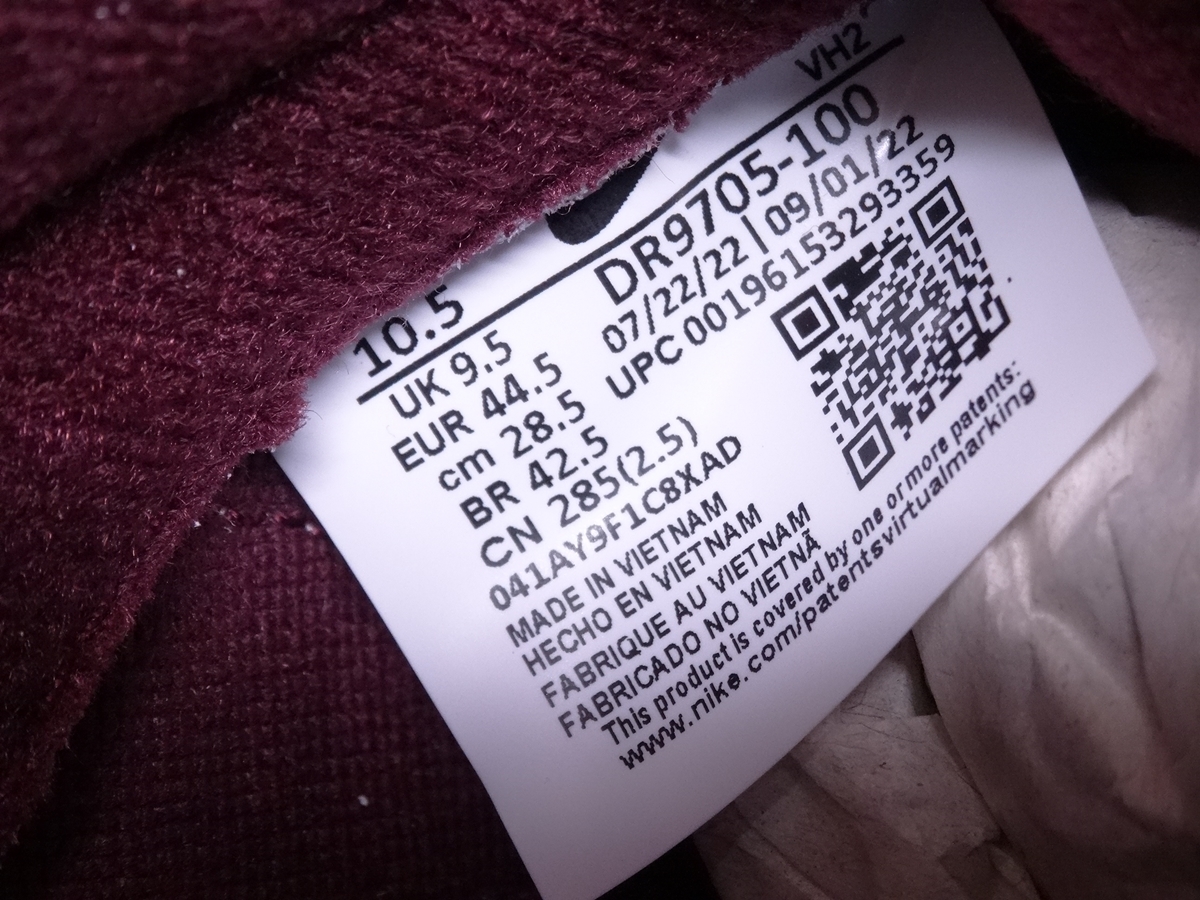 10.5
UK 9.5
EUR 44.5
cm 28.5
BR 42.5
CN 285(2.5)
041AY9F1C8XAD
MADE IN VIETNAM
HECHO EN VIETNAM
FABRIQUE AU VIETNAM
FABRICADO NO VIETNÃ
This product is covered by one or more patents:
www.nike.com/patentsvirtualmarking
VH2
DR9705-100
07/22/22 | 09/01/22
UPC 00196153293359